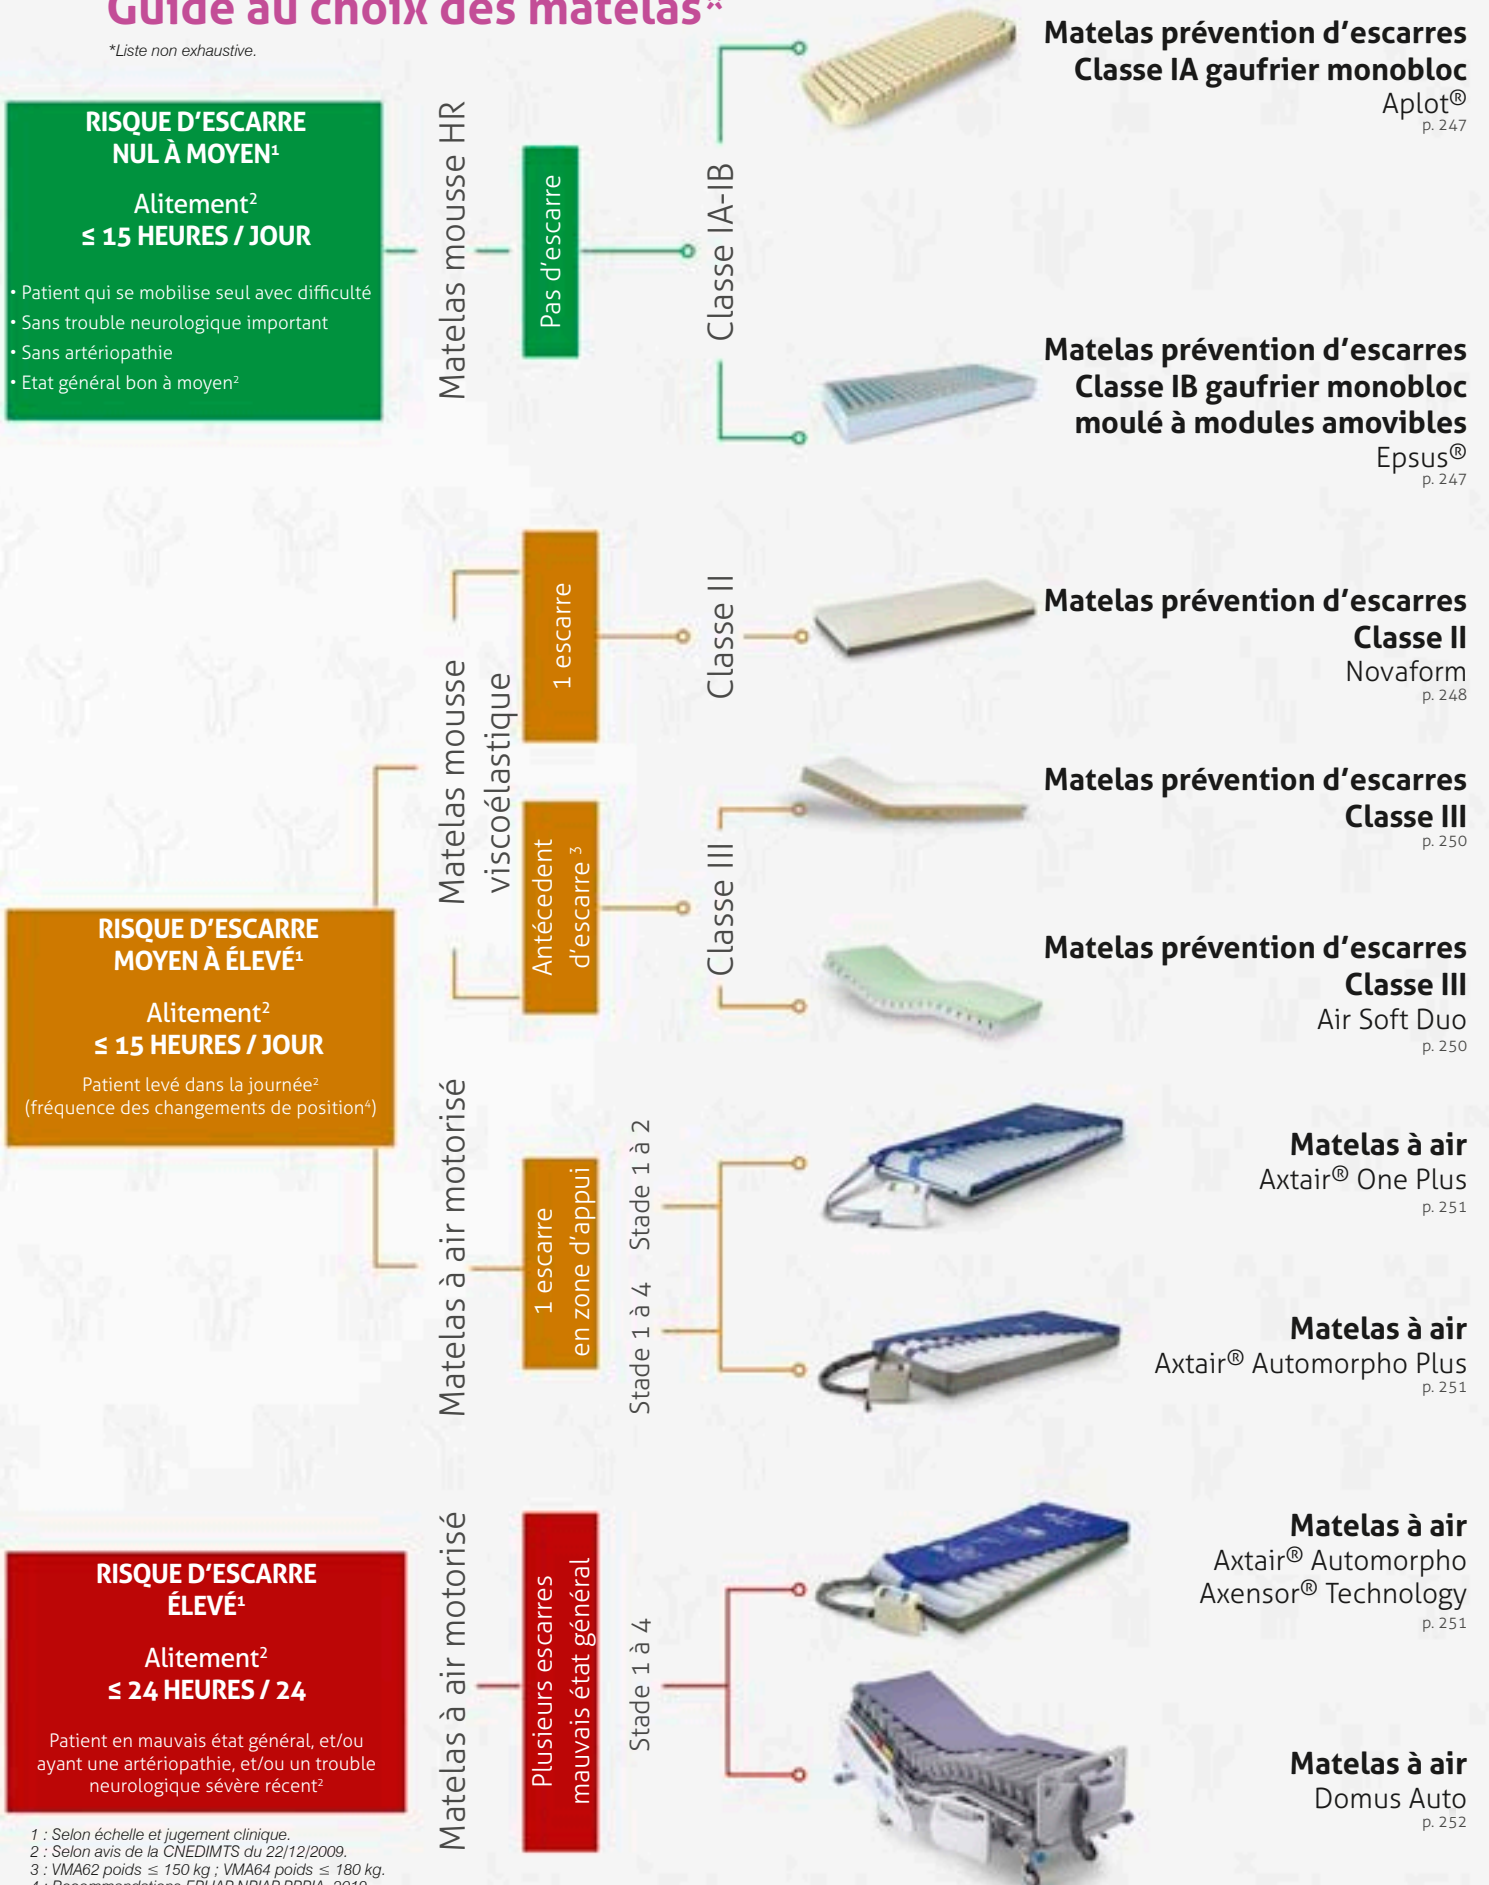 Guide au choix des matelas*
*Liste non exhaustive.
RISQUE D'ESCARRE
NUL À MOYEN¹
Alitement²
≤ 15 HEURES / JOUR
• Patient qui se mobilise seul avec difficulté
• Sans trouble neurologique important
• Sans artériopathie
• Etat général bon à moyen²
Matelas mousse HR
Pas d'escarre
Classe IA-IB
Matelas prévention d'escarres
Classe IA gaufrier monobloc
Aplot®
p. 247
Matelas prévention d'escarres
Classe IB gaufrier monobloc
moulé à modules amovibles
Epsus®
p. 247
RISQUE D'ESCARRE
MOYEN À ÉLEVÉ¹
Alitement²
≤ 15 HEURES / JOUR
Patient levé dans la journée²
(fréquence des changements de position⁴)
Matelas mousse
viscoélastique
1 escarre
Classe II
Matelas prévention d'escarres
Classe II
Novaform
p. 248
Antécedent
d'escarre ³
Classe III
Matelas prévention d'escarres
Classe III
p. 250
Matelas prévention d'escarres
Classe III
Air Soft Duo
p. 250
Matelas à air motorisé
1 escarre
en zone d'appui
Stade 1 à 2
Stade 1 à 4
Matelas à air
Axtair® One Plus
p. 251
Matelas à air
Axtair® Automorpho Plus
p. 251
RISQUE D'ESCARRE
ÉLEVÉ¹
Alitement²
≤ 24 HEURES / 24
Patient en mauvais état général, et/ou
ayant une artériopathie, et/ou un trouble
neurologique sévère récent²
Matelas à air motorisé
Plusieurs escarres
mauvais état général
Stade 1 à 4
Matelas à air
Axtair® Automorpho
Axensor® Technology
p. 251
Matelas à air
Domus Auto
p. 252
1 : Selon échelle et jugement clinique.
2 : Selon avis de la CNEDIMTS du 22/12/2009.
3 : VMA62 poids ≤ 150 kg ; VMA64 poids ≤ 180 kg.